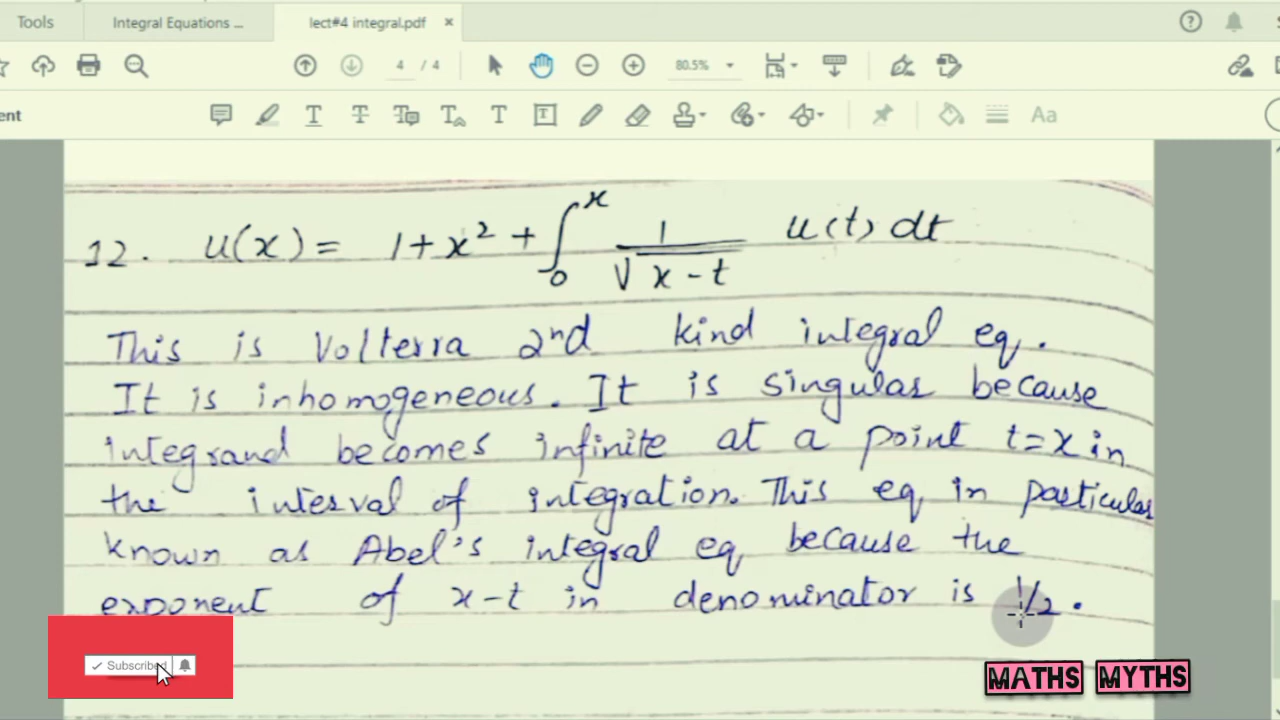 Tools Integral Equations ... lect#4 integral.pdf ×
4 / 4 80.5%
ent T T T T T Aa
12. u(x) = 1 + x² + ∫₀ˣ 1/√(x-t) u(t) dt
This is Volterra 2nd kind integral eq.
It is inhomogeneous. It is singular because
integrand becomes infinite at a point t=x in
the interval of integration. This eq in particular
known as Abel's integral eq because the
exponent of x-t in denominator is 1/2.
Subscribed
MATHS MYTHS